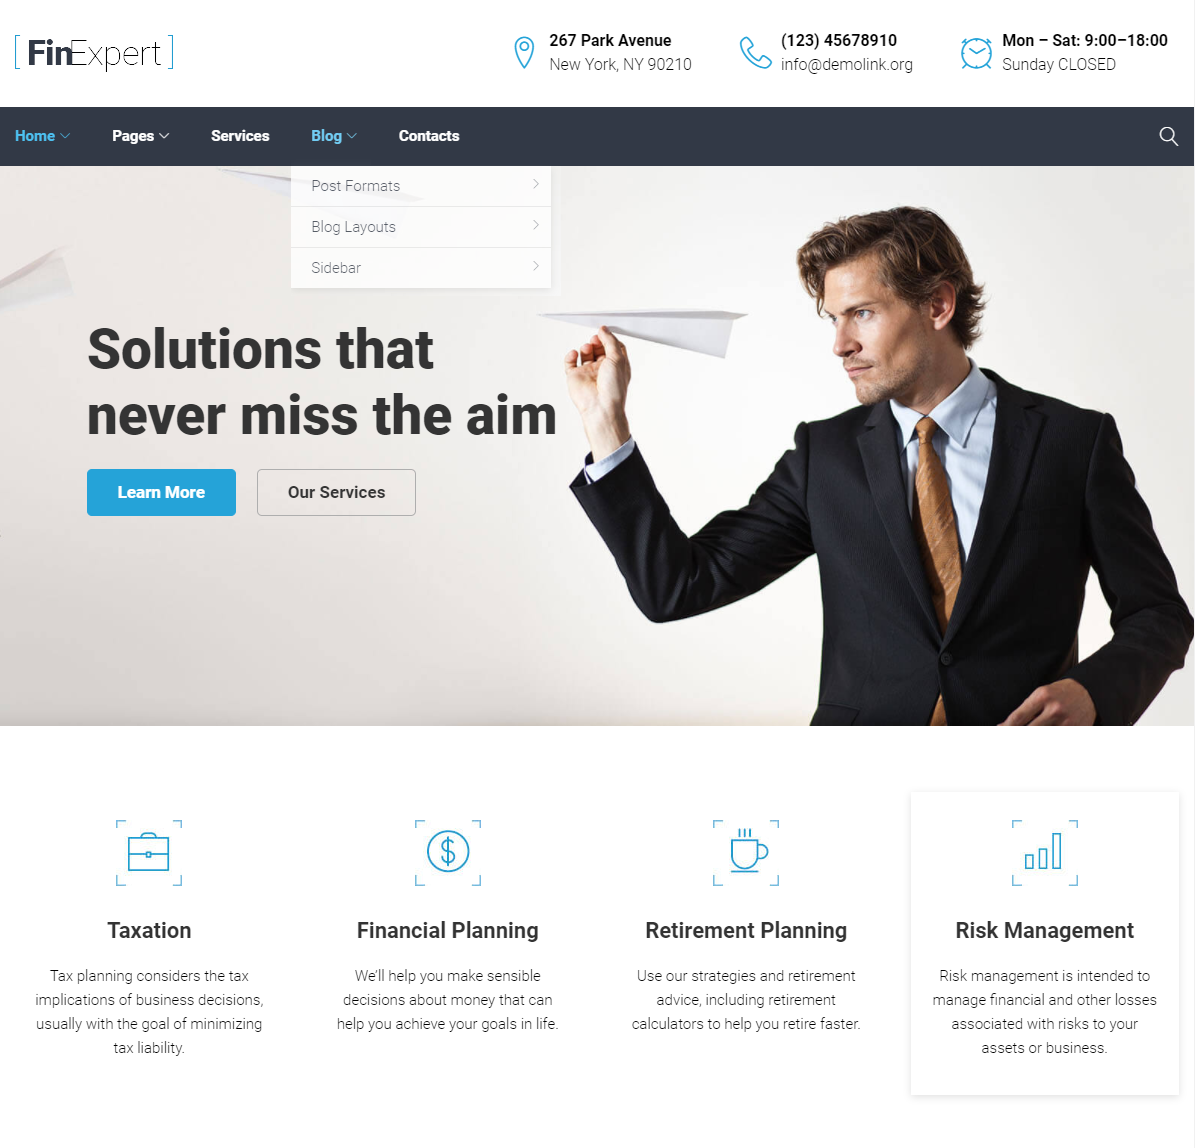 FinExpert
267 Park Avenue
New York, NY 90210
(123) 45678910
info@demolink.org
Mon – Sat: 9:00–18:00
Sunday CLOSED
Home Pages Services Blog Contacts
Post Formats
Blog Layouts
Sidebar
Solutions that
never miss the aim
Learn More
Our Services
Taxation
Tax planning considers the tax
implications of business decisions,
usually with the goal of minimizing
tax liability.
Financial Planning
We’ll help you make sensible
decisions about money that can
help you achieve your goals in life.
Retirement Planning
Use our strategies and retirement
advice, including retirement
calculators to help you retire faster.
Risk Management
Risk management is intended to
manage financial and other losses
associated with risks to your
assets or business.